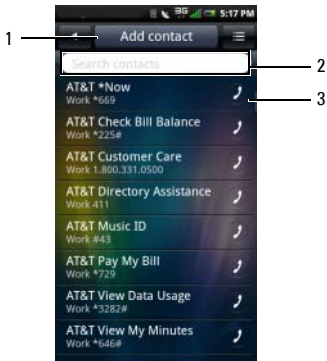 3G 5:17 PM
1
Add contact
Search contacts
2
AT&T *Now
Work *669
3
AT&T Check Bill Balance
Work *225#
AT&T Customer Care
Work 1.800.331.0500
AT&T Directory Assistance
Work 411
AT&T Music ID
Work #43
AT&T Pay My Bill
Work *729
AT&T View Data Usage
Work *3282#
AT&T View My Minutes
Work *646#